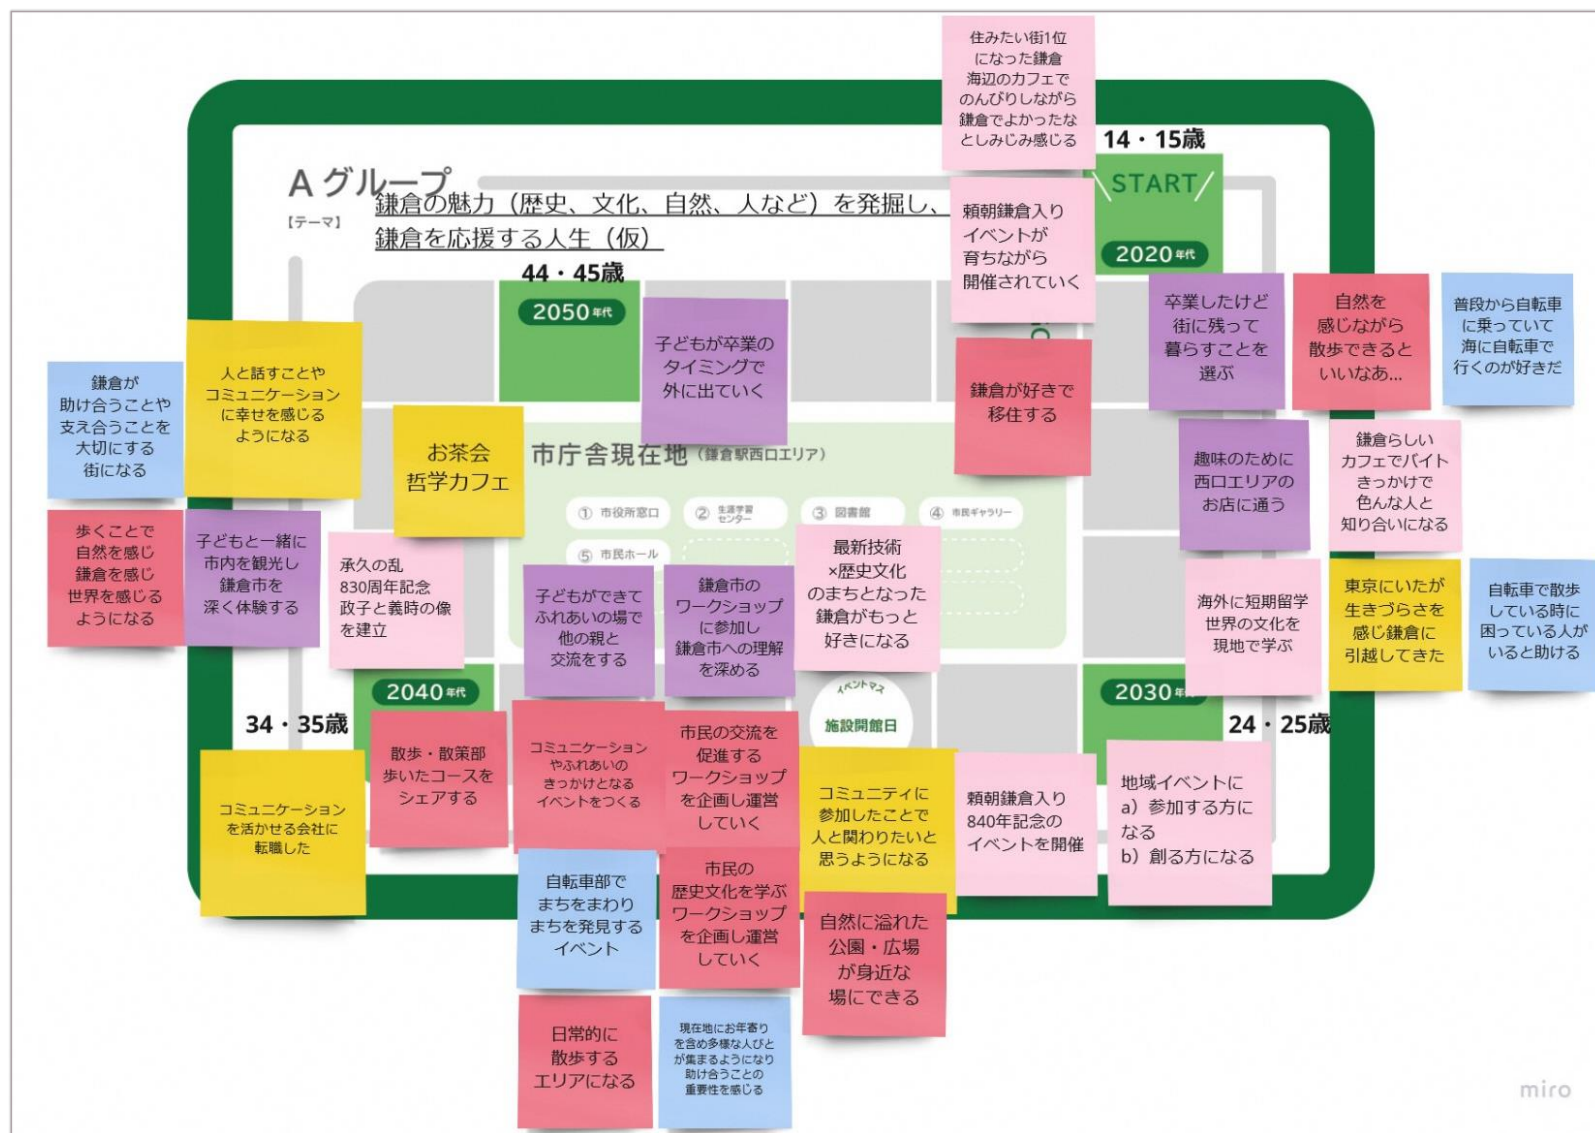 住みたい街1位
になった鎌倉
海辺のカフェで
のんびりしながら
鎌倉でよかったな
としみじみ感じる
14・15歳
START
2020年代
Aグループ
【テーマ】
鎌倉の魅力（歴史、文化、自然、人など）を発掘し、
鎌倉を応援する人生（仮）
頼朝鎌倉入り
イベントが
育ちながら
開催されていく
44・45歳
2050年代
子どもが卒業の
タイミングで
外に出ていく
鎌倉が好きで
移住する
卒業したけど
街に残って
暮らすことを
選ぶ
自然を
感じながら
散歩できると
いいなあ...
普段から自転車
に乗っていて
海に自転車で
行くのが好きだ
鎌倉が
助け合うことや
支え合うことを
大切にする
街になる
人と話すことや
コミュニケーション
に幸せを感じる
ようになる
お茶会
哲学カフェ
市庁舎現在地（鎌倉駅西口エリア）
① 市役所窓口
② 生涯学習
センター
③ 図書館
④ 市民ギャラリー
⑤ 市民ホール
趣味のために
西口エリアの
お店に通う
鎌倉らしい
カフェでバイト
きっかけで
色んな人と
知り合いになる
歩くことで
自然を感じ
鎌倉を感じ
世界を感じる
ようになる
子どもと一緒に
市内を観光し
鎌倉市を
深く体験する
承久の乱
830周年記念
政子と義時の像
を建立
子どもができて
ふれあいの場で
他の親と
交流をする
鎌倉市の
ワークショップ
に参加し
鎌倉市への理解
を深める
最新技術
×歴史文化
のまちとなった
鎌倉がもっと
好きになる
海外に短期留学
世界の文化を
現地で学ぶ
東京にいたが
生きづらさを
感じ鎌倉に
引越してきた
自転車で散歩
している時に
困っている人が
いると助ける
2040年代
34・35歳
イベントマス
施設開館日
2030年代
24・25歳
コミュニケーション
を活かせる会社に
転職した
散歩・散策部
歩いたコースを
シェアする
コミュニケーション
やふれあいの
きっかけとなる
イベントをつくる
市民の交流を
促進する
ワークショップ
を企画し運営
していく
コミュニティに
参加したことで
人と関わりたいと
思うようになる
頼朝鎌倉入り
840年記念の
イベントを開催
地域イベントに
a）参加する方に
なる
b）創る方になる
自転車部で
まちをまわり
まちを発見する
イベント
市民の
歴史文化を学ぶ
ワークショップ
を企画し運営
していく
自然に溢れた
公園・広場
が身近な
場にできる
日常的に
散歩する
エリアになる
現在地にお年寄り
を含め多様な人びと
が集まるようになり
助け合うことの
重要性を感じる
miro